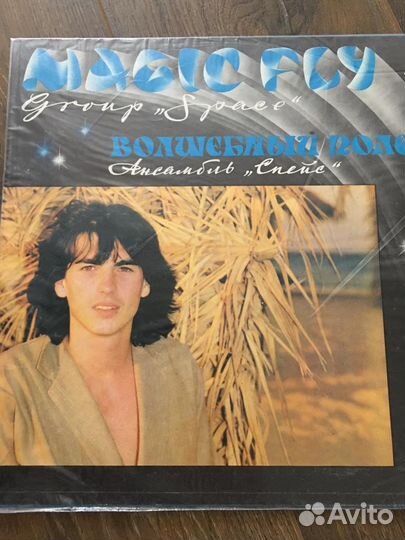 MAGIC FLY
Group „Space"
ВОЛШЕБНЫЙ ПОЛЕ
Ансамбль „Спейс"
Avito